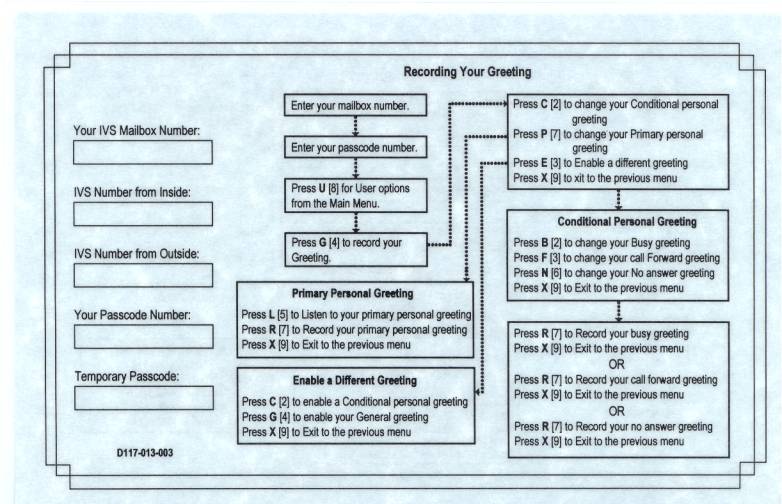 Recording Your Greeting
Your IVS Mailbox Number:
IVS Number from Inside:
IVS Number from Outside:
Your Passcode Number:
Temporary Passcode:
D117-013-003
Enter your mailbox number.
Enter your passcode number.
Press U [8] for User options
from the Main Menu.
Press G [4] to record your
Greeting.
Press C [2] to change your Conditional personal
greeting
Press P [7] to change your Primary personal
greeting
Press E [3] to Enable a different greeting
Press X [9] to xit to the previous menu
Primary Personal Greeting
Press L [5] to Listen to your primary personal greeting
Press R [7] to Record your primary personal greeting
Press X [9] to Exit to the previous menu
Enable a Different Greeting
Press C [2] to enable a Conditional personal greeting
Press G [4] to enable your General greeting
Press X [9] to Exit to the previous menu
Conditional Personal Greeting
Press B [2] to change your Busy greeting
Press F [3] to change your call Forward greeting
Press N [6] to change your No answer greeting
Press X [9] to Exit to the previous menu
Press R [7] to Record your busy greeting
Press X [9] to Exit to the previous menu
OR
Press R [7] to Record your call forward greeting
Press X [9] to Exit to the previous menu
OR
Press R [7] to Record your no answer greeting
Press X [9] to Exit to the previous menu